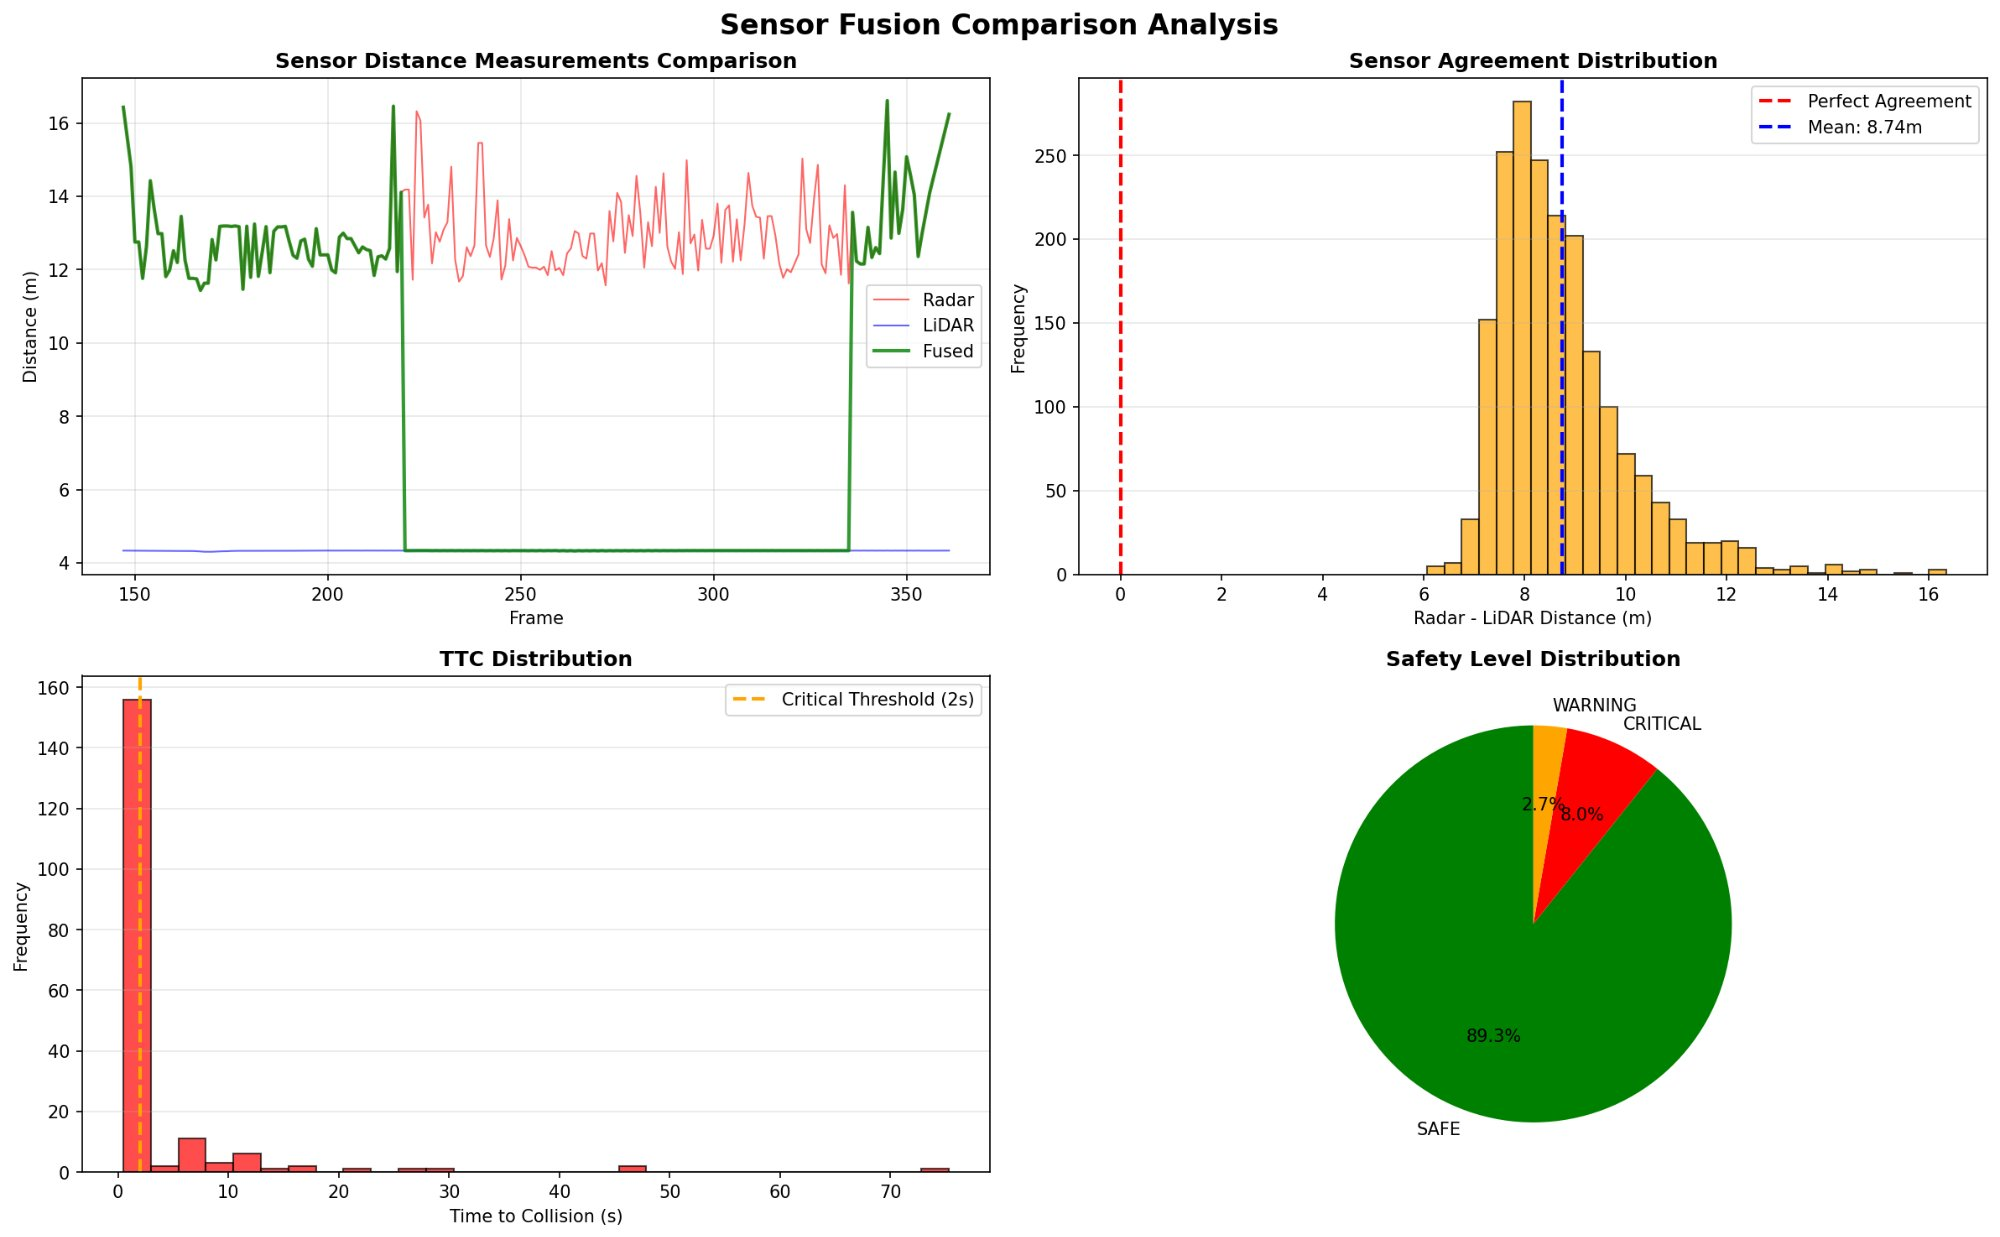 Sensor Fusion Comparison Analysis
Sensor Distance Measurements Comparison
16
14
12
10
8
6
4
Distance (m)
150
200
250
300
350
Frame
Radar
LiDAR
Fused
Sensor Agreement Distribution
250
200
150
100
50
0
Frequency
0
2
4
6
8
10
12
14
16
Radar - LiDAR Distance (m)
Perfect Agreement
Mean: 8.74m
TTC Distribution
160
140
120
100
80
60
40
20
0
Frequency
0
10
20
30
40
50
60
70
Time to Collision (s)
Critical Threshold (2s)
Safety Level Distribution
WARNING
CRITICAL
2.7%
8.0%
89.3%
SAFE